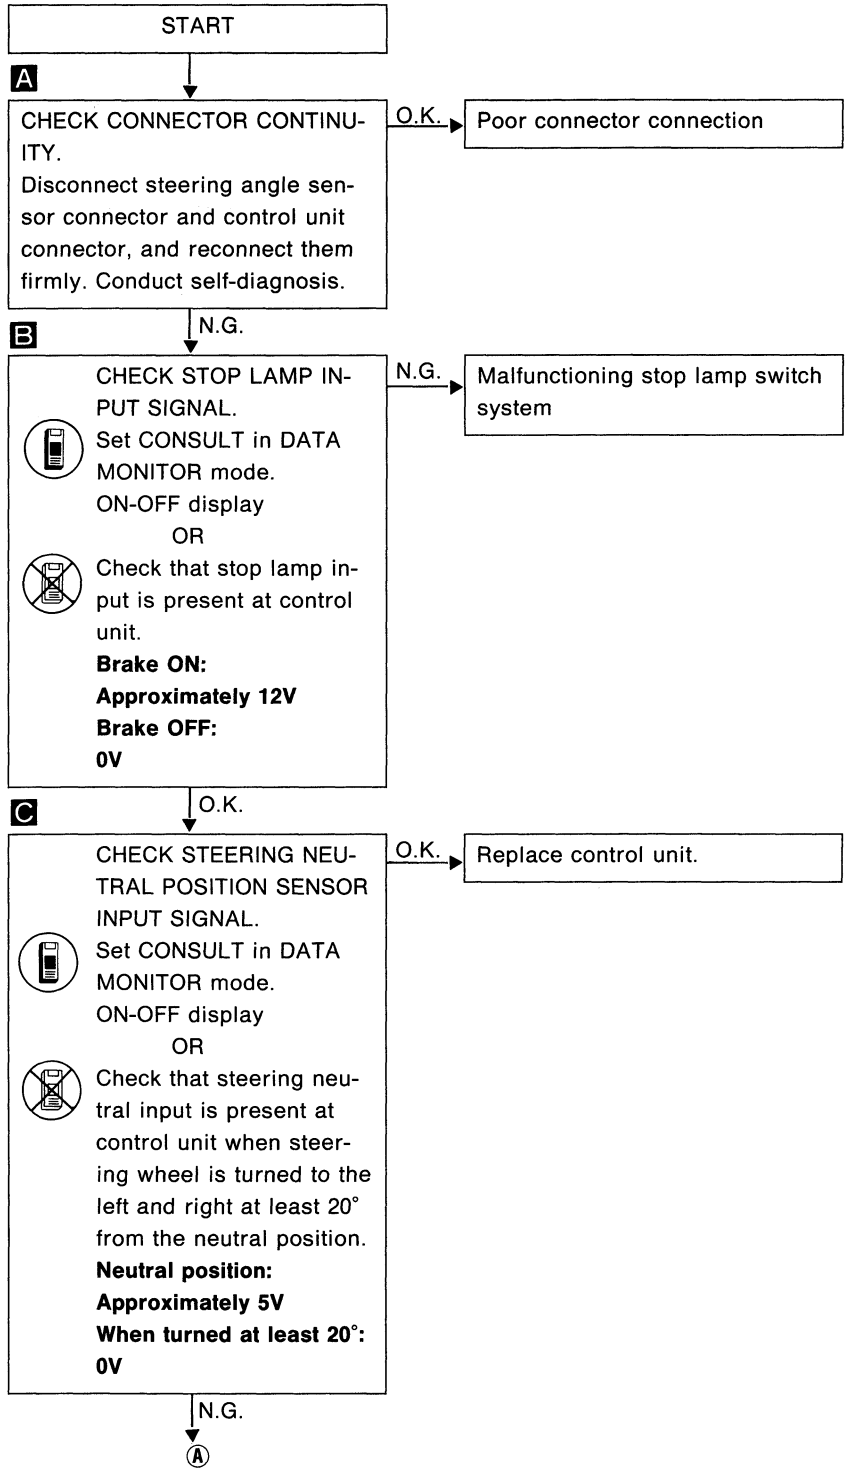 START
A
CHECK CONNECTOR CONTINU-
ITY.
Disconnect steering angle sen-
sor connector and control unit
connector, and reconnect them
firmly. Conduct self-diagnosis.
O.K.
Poor connector connection
N.G.
B
CHECK STOP LAMP IN-
PUT SIGNAL.
Set CONSULT in DATA
MONITOR mode.
ON-OFF display
OR
Check that stop lamp in-
put is present at control
unit.
Brake ON:
Approximately 12V
Brake OFF:
0V
N.G.
Malfunctioning stop lamp switch
system
O.K.
C
CHECK STEERING NEU-
TRAL POSITION SENSOR
INPUT SIGNAL.
Set CONSULT in DATA
MONITOR mode.
ON-OFF display
OR
Check that steering neu-
tral input is present at
control unit when steer-
ing wheel is turned to the
left and right at least 20°
from the neutral position.
Neutral position:
Approximately 5V
When turned at least 20°:
0V
O.K.
Replace control unit.
N.G.
Ⓐ